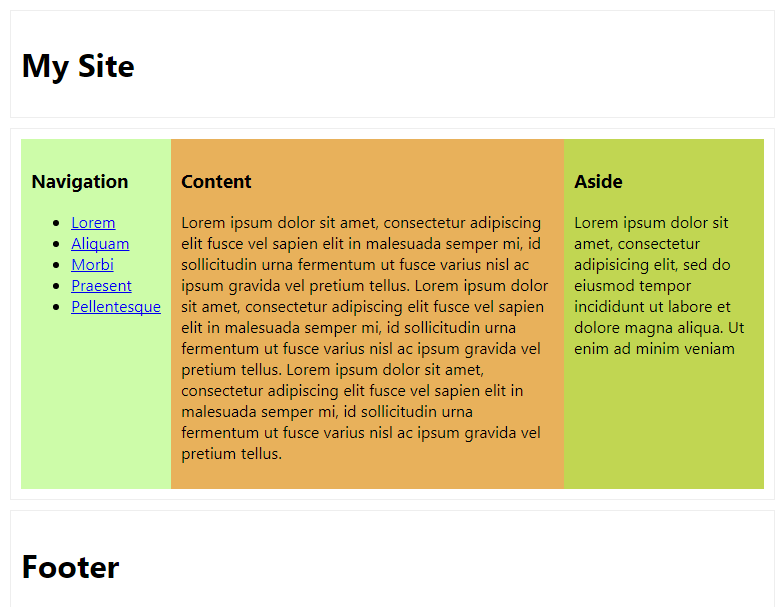 My Site
Navigation
Lorem
Aliquam
Morbi
Praesent
Pellentesque
Content
Lorem ipsum dolor sit amet, consectetur adipiscing
elit fusce vel sapien elit in malesuada semper mi, id
sollicitudin urna fermentum ut fusce varius nisl ac
ipsum gravida vel pretium tellus. Lorem ipsum dolor
sit amet, consectetur adipiscing elit fusce vel sapien
elit in malesuada semper mi, id sollicitudin urna
fermentum ut fusce varius nisl ac ipsum gravida vel
pretium tellus. Lorem ipsum dolor sit amet,
consectetur adipiscing elit fusce vel sapien elit in
malesuada semper mi, id sollicitudin urna
fermentum ut fusce varius nisl ac ipsum gravida vel
pretium tellus.
Aside
Lorem ipsum dolor sit
amet, consectetur
adipisicing elit, sed do
eiusmod tempor
incididunt ut labore et
dolore magna aliqua. Ut
enim ad minim veniam
Footer